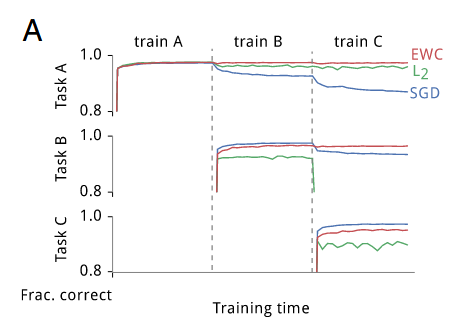 A
train A train B train C
1.0
Task A
0.8
EWC
L2
SGD
1.0
Task B
0.8
1.0
Task C
0.8
Frac. correct
Training time